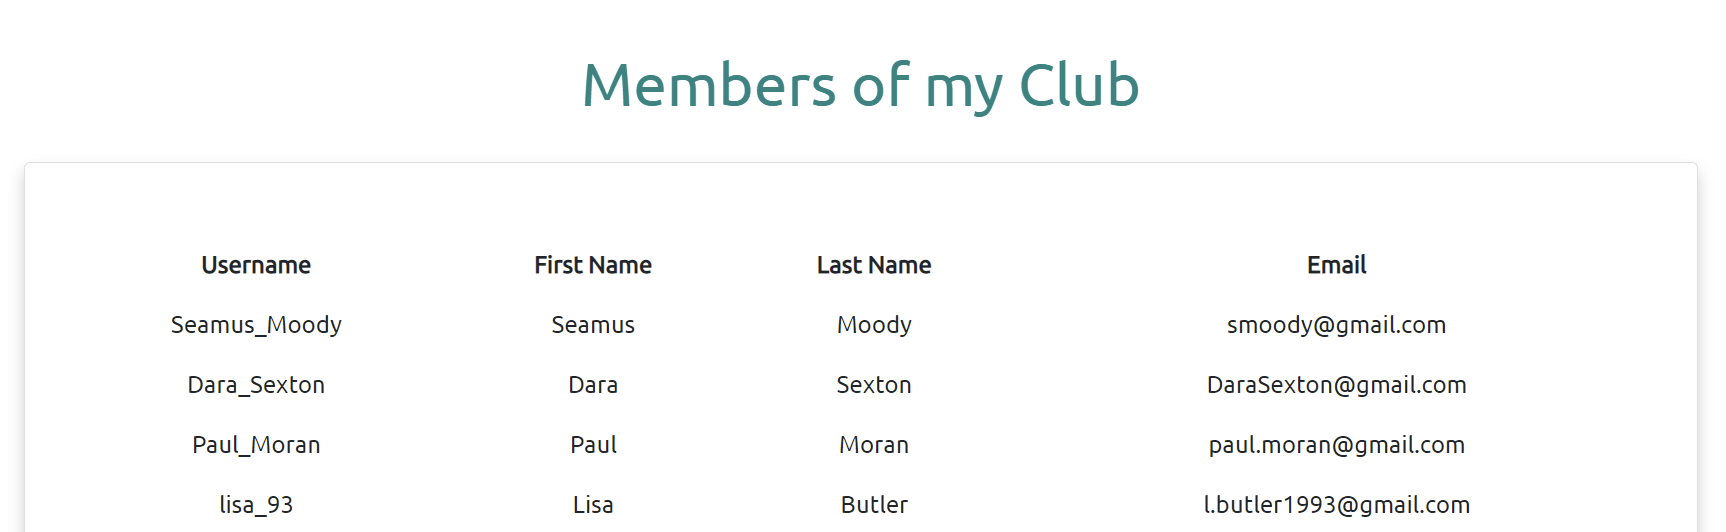 Members of my Club
Username First Name Last Name Email
Seamus_Moody Seamus Moody smoody@gmail.com
Dara_Sexton Dara Sexton DaraSexton@gmail.com
Paul_Moran Paul Moran paul.moran@gmail.com
lisa_93 Lisa Butler l.butler1993@gmail.com